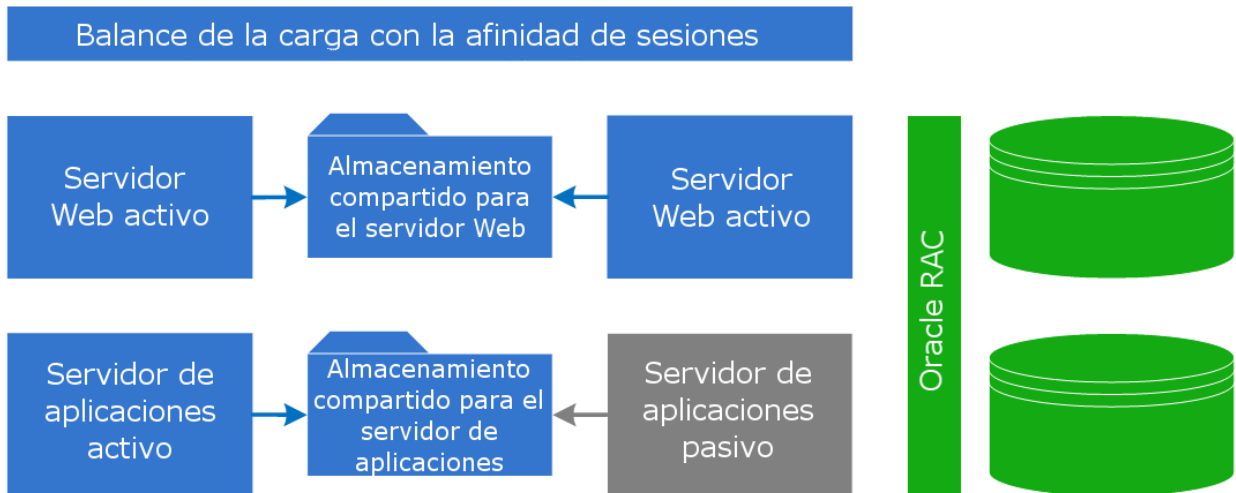 Balance de la carga con la afinidad de sesiones
Servidor
Web activo
Almacenamiento
compartido para
el servidor Web
Servidor
Web activo
Servidor de
aplicaciones
activo
Almacenamiento
compartido para el
servidor de
aplicaciones
Servidor de
aplicaciones
pasivo
Oracle RAC